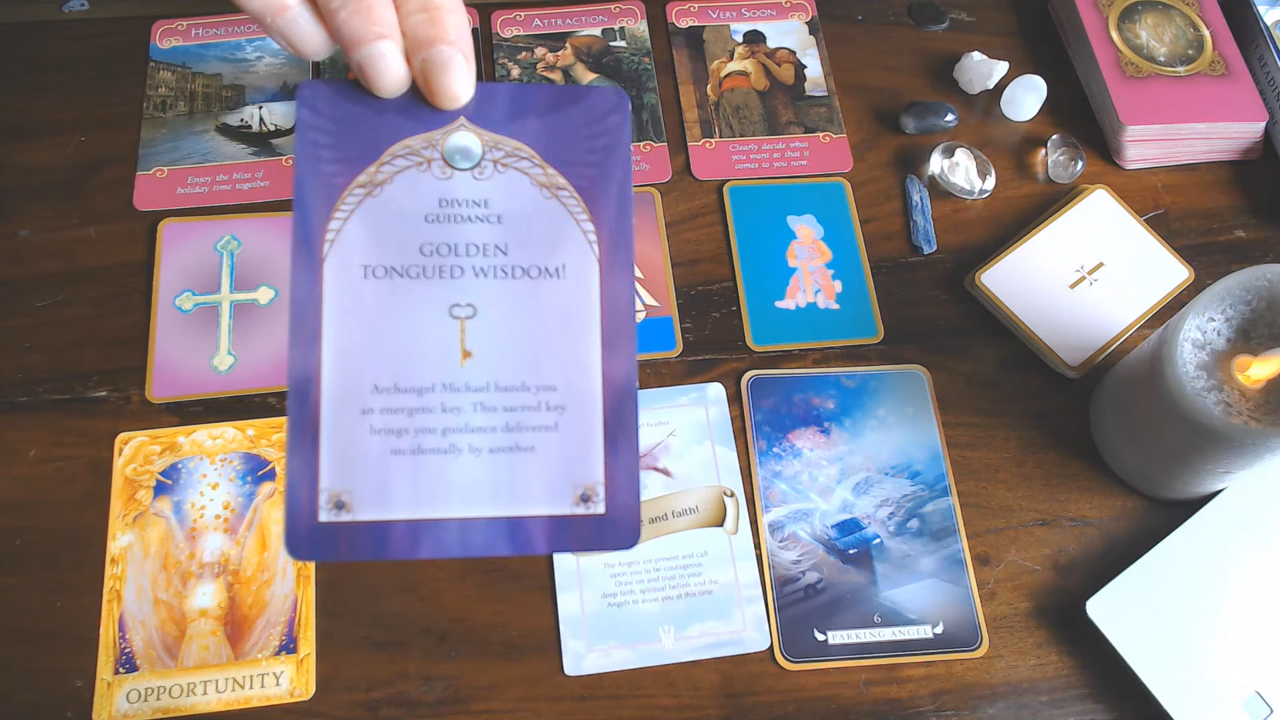 HONEYMOO
ATTRACTION
VERY SOON
Enjoy the bliss of
holiday time together.
Clearly decide what
you want so that it
comes to you now.
DIVINE
GUIDANCE
GOLDEN
TONGUED WISDOM!
Archangel Michael hands you
an energetic key. This sacred key
brings you guidance delivered
incidentally by another.
Feather
and faith!
The Angels are present and call
upon you to be courageous.
Draw on and trust in your
deep faith, spiritual beliefs and the
Angels to assist you at this time.
OPPORTUNITY
6
PARKING ANGEL